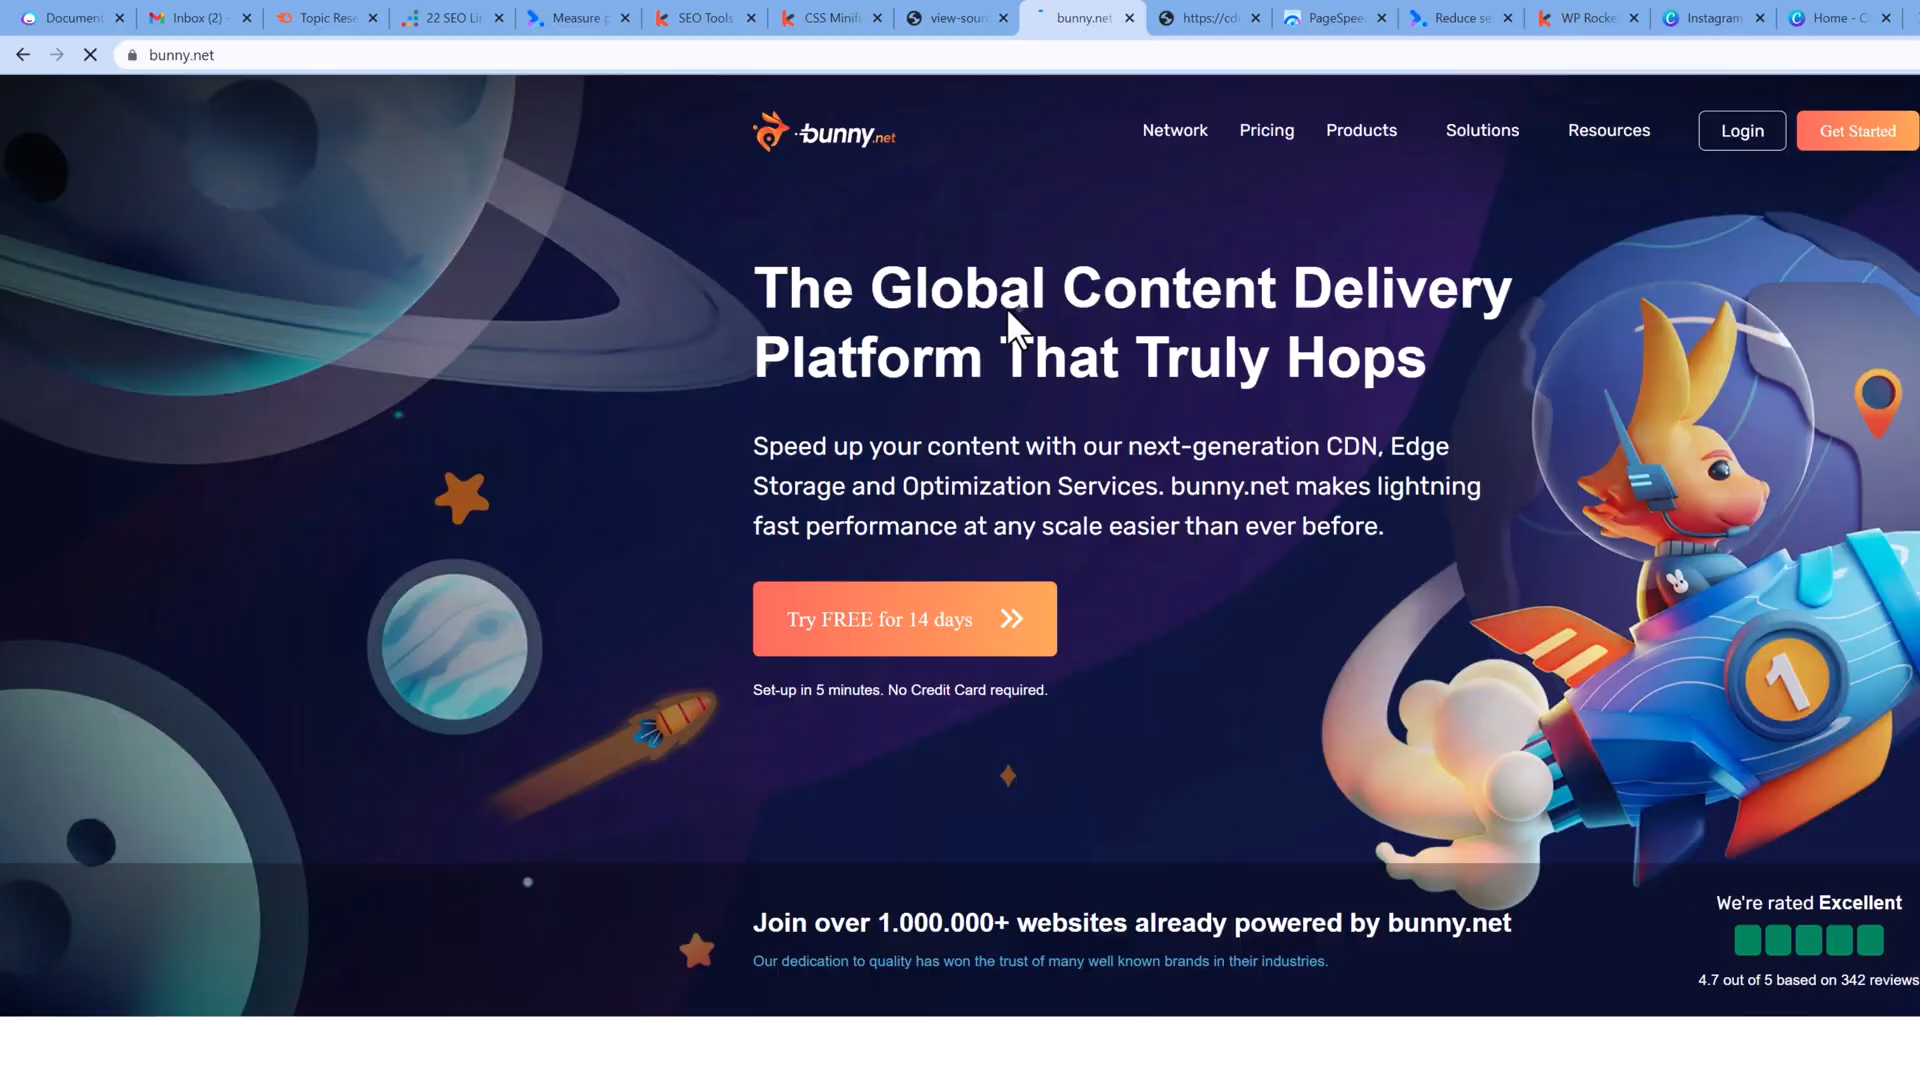 Document
Inbox (2) -
Topic Rese
22 SEO Lin
Measure p
SEO Tools
CSS Minifi
view-sourc
bunny.net
https://cdn
PageSpee
Reduce se
WP Rocke
Instagram
Home - C
bunny.net
bunny.net
Network
Pricing
Products
Solutions
Resources
Login
Get Started
The Global Content Delivery
Platform That Truly Hops
Speed up your content with our next-generation CDN, Edge
Storage and Optimization Services. bunny.net makes lightning
fast performance at any scale easier than ever before.
Try FREE for 14 days
Set-up in 5 minutes. No Credit Card required.
1
Join over 1.000.000+ websites already powered by bunny.net
Our dedication to quality has won the trust of many well known brands in their industries.
We're rated Excellent
4.7 out of 5 based on 342 reviews